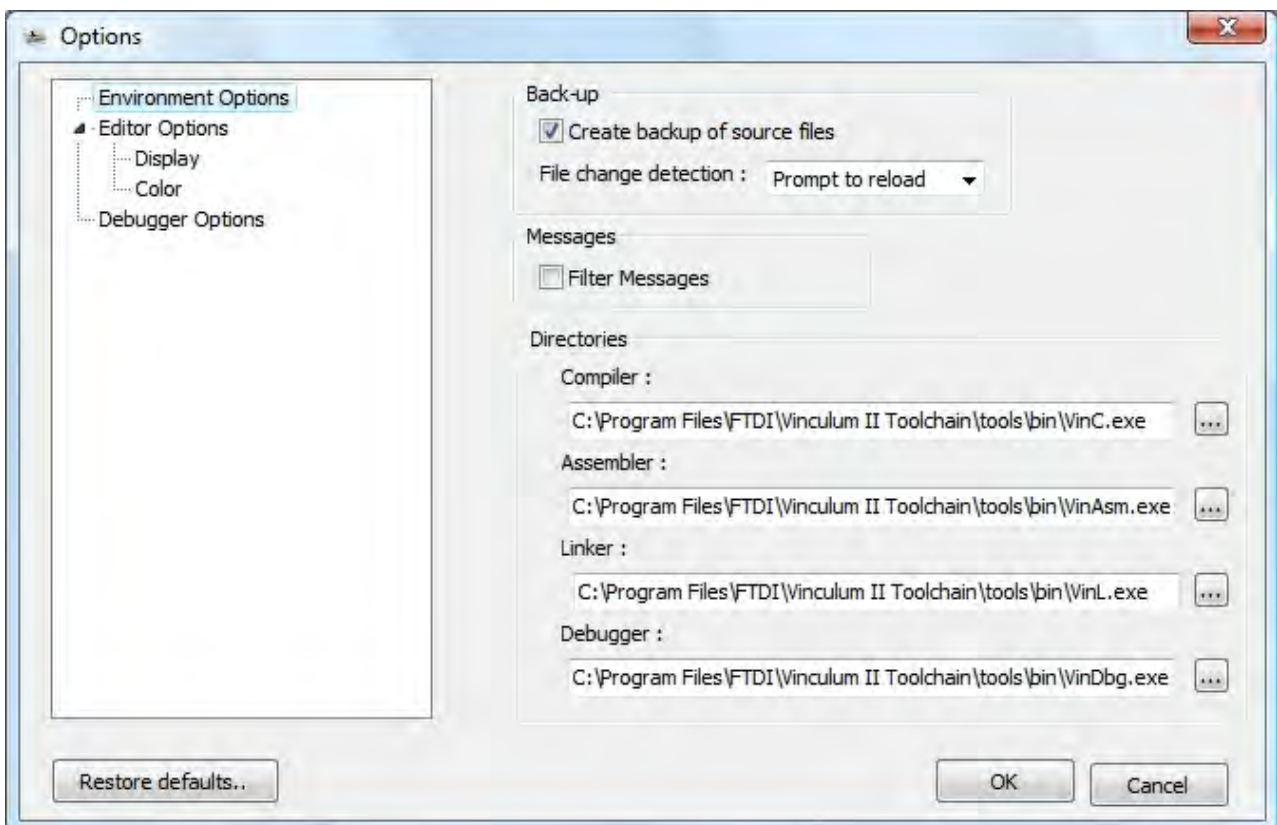 Options
Environment Options
Editor Options
Display
Color
Debugger Options
Back-up
Create backup of source files
File change detection : Prompt to reload
Messages
Filter Messages
Directories
Compiler :
C:\Program Files\FTDI\Vinculum II Toolchain\tools\bin\VinC.exe ...
Assembler :
C:\Program Files\FTDI\Vinculum II Toolchain\tools\bin\VinAsm.exe ...
Linker :
C:\Program Files\FTDI\Vinculum II Toolchain\tools\bin\VinL.exe ...
Debugger :
C:\Program Files\FTDI\Vinculum II Toolchain\tools\bin\VinDbg.exe ...
Restore defaults.. OK Cancel